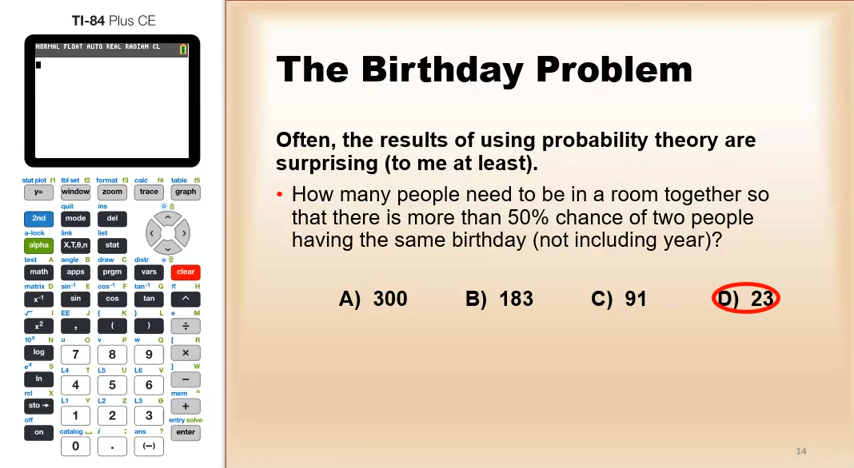 TI-84 Plus CE
NORMAL FLOAT AUTO REAL RADIAN CL
stat plot f1 tbl set f2 format f3 calc f4 table f5
y= window zoom trace graph
quit ins
2nd mode del
a-lock link list
alpha X,T,θ,n stat
test A angle B draw C distr
math apps prgm vars clear
matrix D sin⁻¹ E cos⁻¹ F tan⁻¹ G π H
x⁻¹ sin cos tan ^
√ I EE J { K } L e M
x² , ( ) ÷
10ˣ N u O v P w Q [ R
log 7 8 9 ×
eˣ S L4 T L5 U L6 V ] W
ln 4 5 6 −
rcl X L1 Y L2 Z L3 θ mem "
sto→ 1 2 3 +
off catalog i : ans ? entry solve
on 0 . (−) enter
The Birthday Problem
Often, the results of using probability theory are
surprising (to me at least).
• How many people need to be in a room together so
that there is more than 50% chance of two people
having the same birthday (not including year)?
A) 300 B) 183 C) 91 D) 23
14